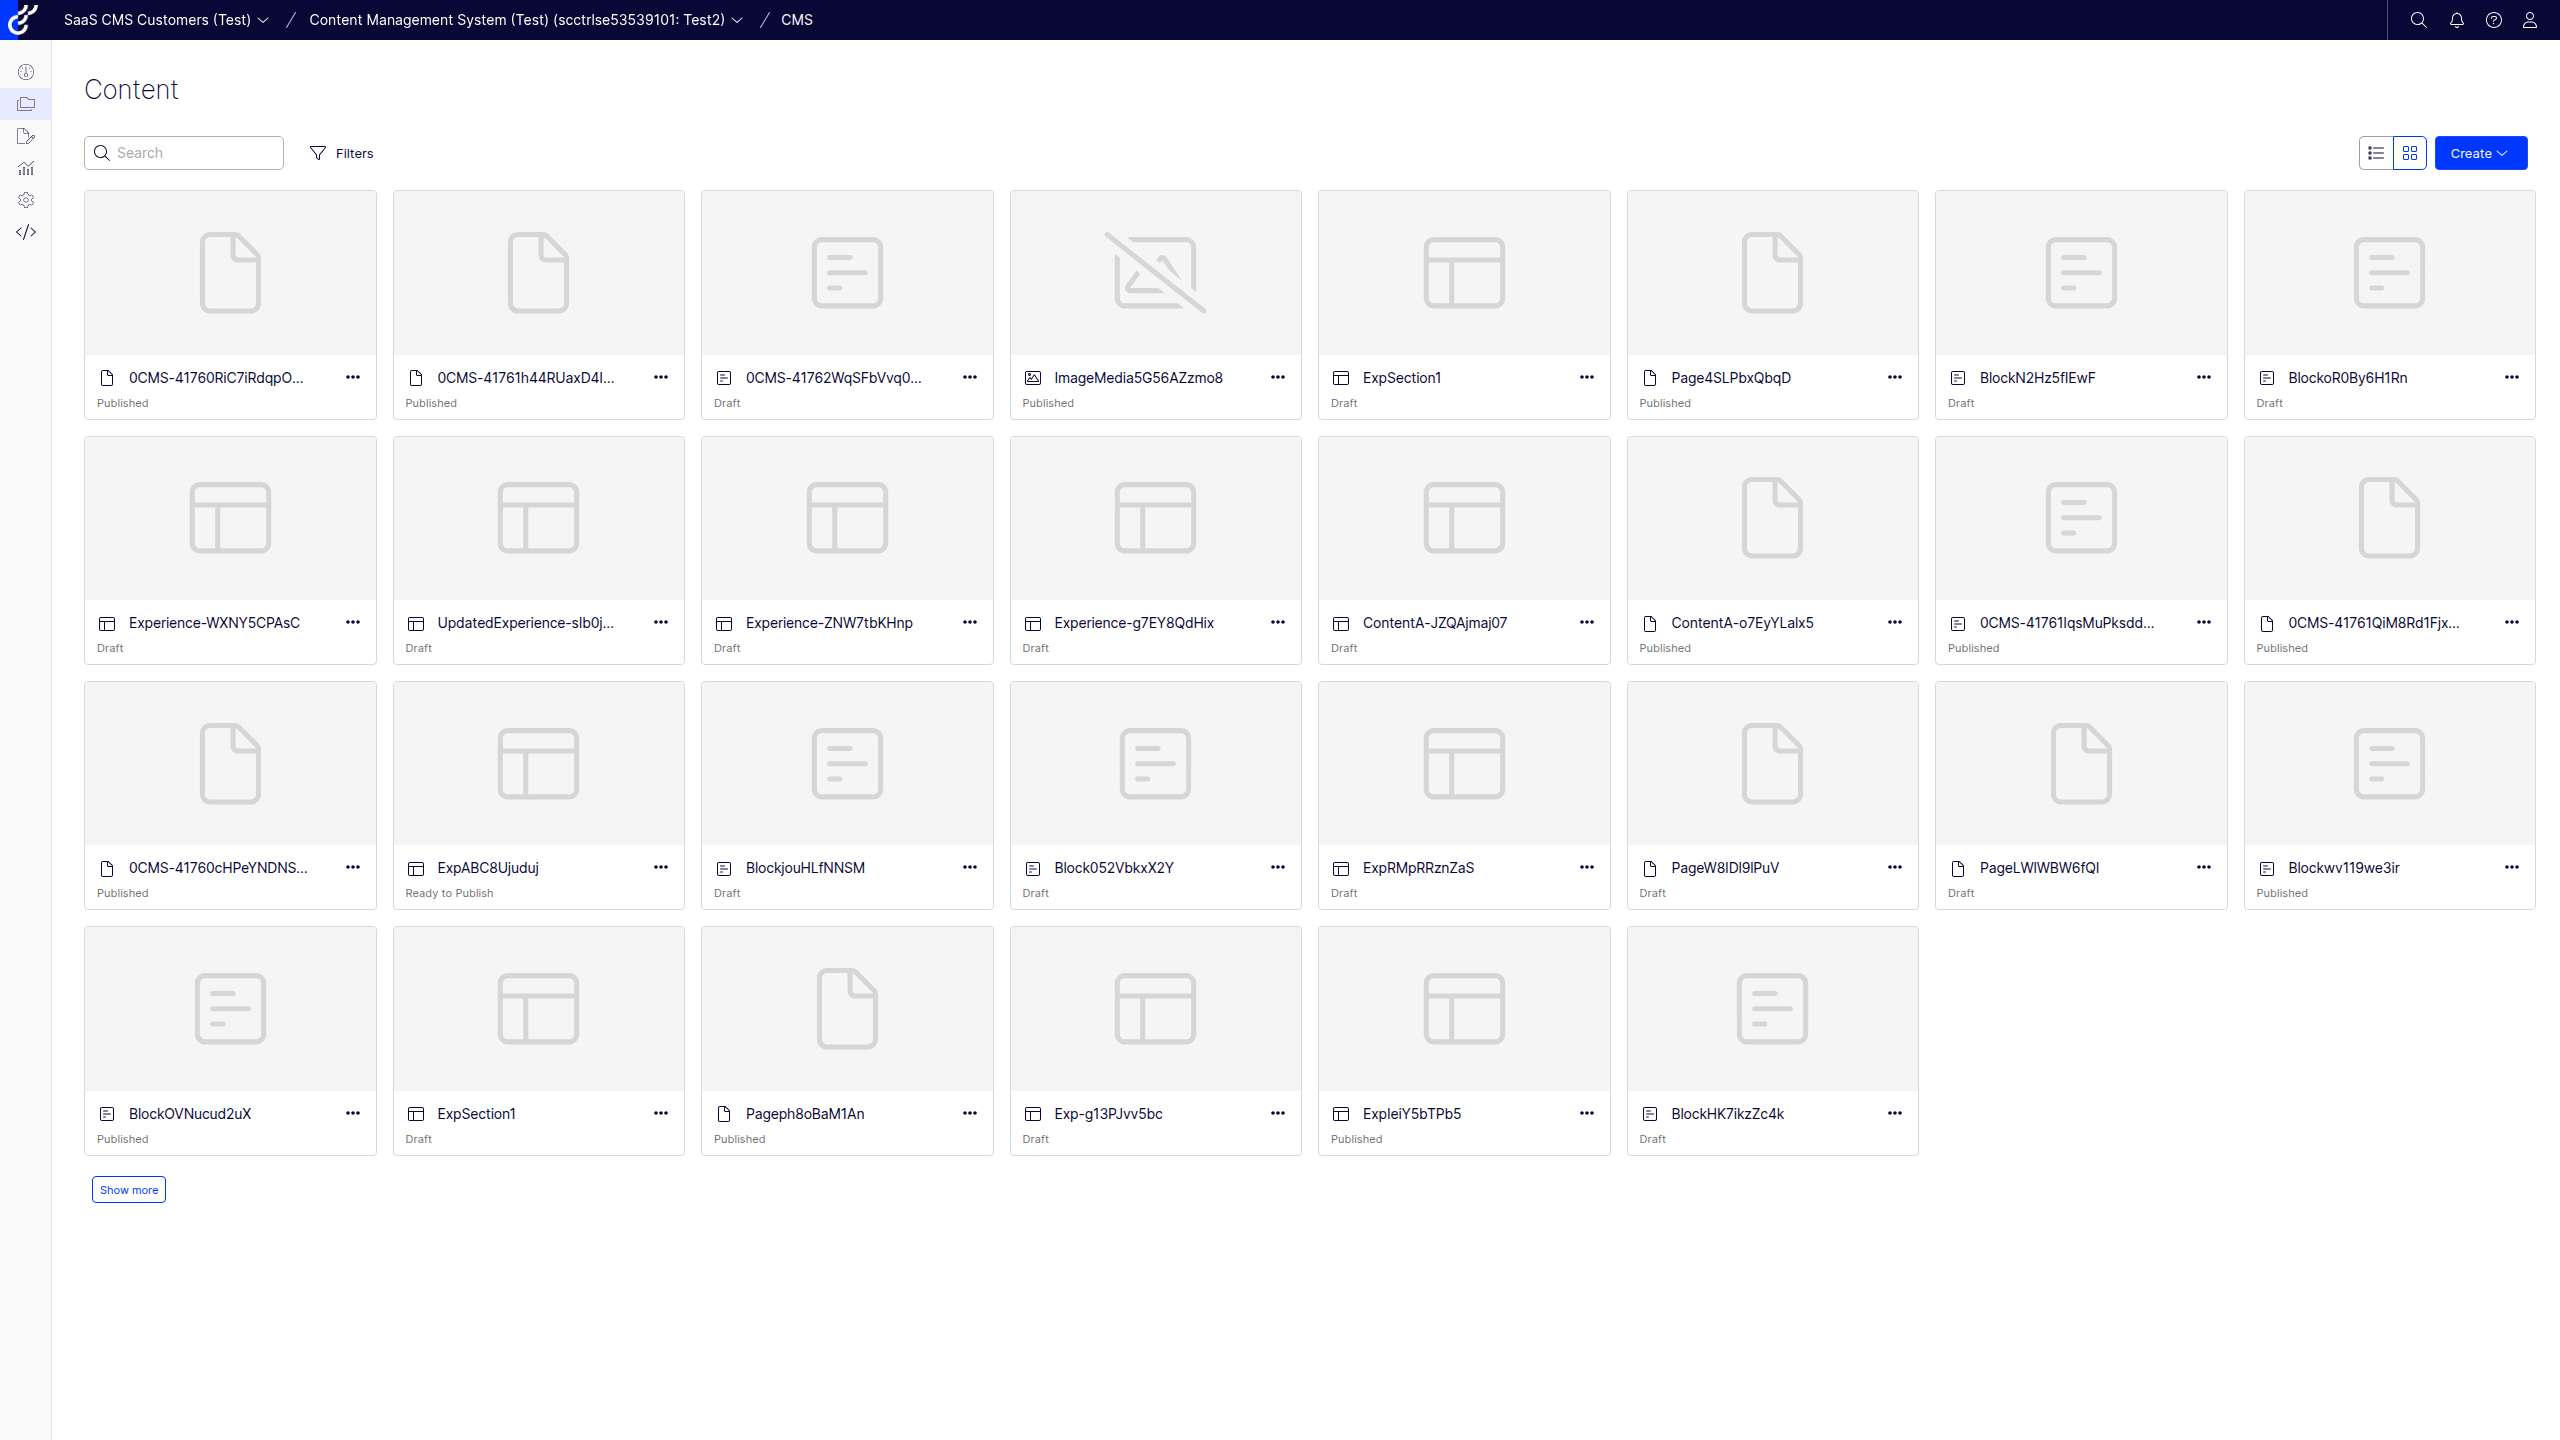 SaaS CMS Customers (Test) / Content Management System (Test) (scctrlse53539101: Test2) / CMS
Content
Search Filters Create
0CMS-41760RiC7iRdqpO... 0CMS-41761h44RUaxD4I... 0CMS-41762WqSFbVvq0... ImageMedia5G56AZzmo8 ExpSection1 Page4SLPbxQbqD BlockN2Hz5flEwF BlockoR0By6H1Rn
Published Published Draft Published Draft Published Draft Draft
Experience-WXNY5CPAsC UpdatedExperience-slb0j... Experience-ZNW7tbKHnp Experience-g7EY8QdHix ContentA-JZQAjmaj07 ContentA-o7EyYLalx5 0CMS-41761IqsMuPksdd... 0CMS-41761QiM8Rd1Fjx...
Draft Draft Draft Draft Draft Published Published Published
0CMS-41760cHPeYNDNS... ExpABC8Ujuduj BlockjouHLfNNSM Block052VbkxX2Y ExpRMpRRznZaS PageW8IDI9IPuV PageLWIWBW6fQI Blockwv119we3ir
Published Ready to Publish Draft Draft Draft Draft Draft Published
BlockOVNucud2uX ExpSection1 Pageph8oBaM1An Exp-g13PJvv5bc ExpleiY5bTPb5 BlockHK7ikzZc4k
Published Draft Published Draft Published Draft
Show more